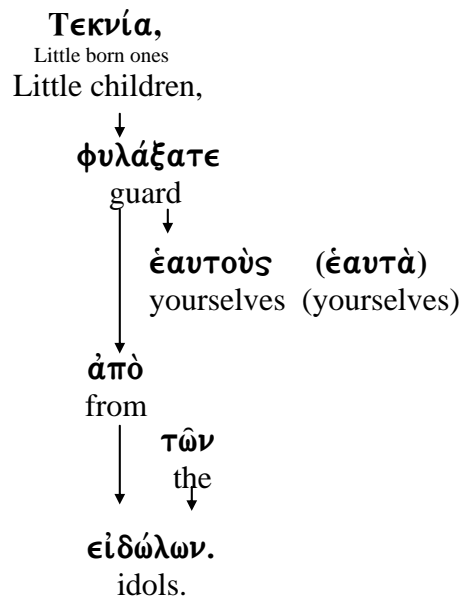 Τεκνία,
Little born ones
Little children,
φυλάξατε
guard
ἑαυτοὺς (ἑαυτὰ)
yourselves (yourselves)
ἀπὸ
from
τῶν
the
εἰδώλων.
idols.